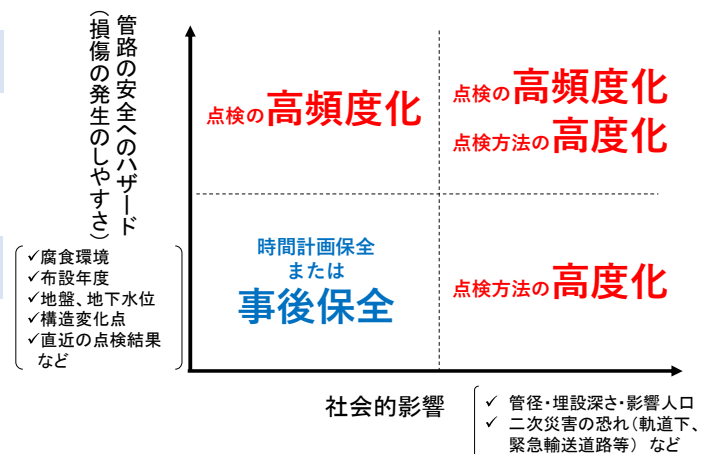 管路の安全へのハザード
(損傷の発生のしやすさ)
点検の高頻度化
点検の高頻度化
点検方法の高度化
時間計画保全
または
事後保全
点検方法の高度化
✓腐食環境
✓布設年度
✓地盤、地下水位
✓構造変化点
✓直近の点検結果
など
社会的影響
✓ 管径・埋設深さ・影響人口
✓ 二次災害の恐れ(軌道下、
緊急輸送道路等) など